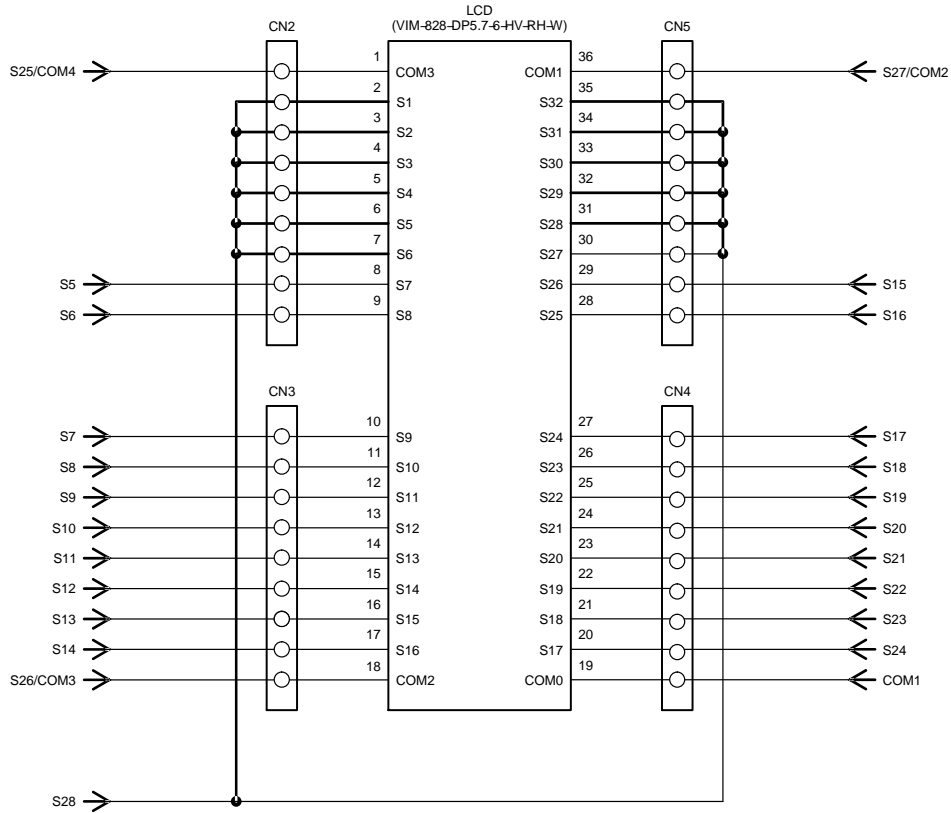 LCD
(VIM-828-DP5.7-6-HV-RH-W)
CN2 CN5
S25/COM4 1 COM3 COM1 36 S27/COM2
2 S1 S32 35
3 S2 S31 34
4 S3 S30 33
5 S4 S29 32
6 S5 S28 31
7 S6 S27 30
S5 8 S7 S26 29 S15
S6 9 S8 S25 28 S16
CN3 CN4
S7 10 S9 S24 27 S17
S8 11 S10 S23 26 S18
S9 12 S11 S22 25 S19
S10 13 S12 S21 24 S20
S11 14 S13 S20 23 S21
S12 15 S14 S19 22 S22
S13 16 S15 S18 21 S23
S14 17 S16 S17 20 S24
S26/COM3 18 COM2 COM0 19 COM1
S28